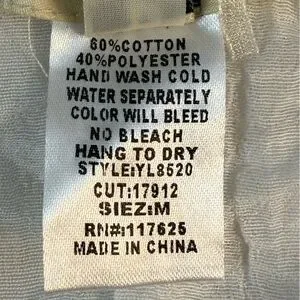 60%COTTON
40%POLYESTER
HAND WASH COLD
WATER SEPARATELY
COLOR WILL BLEED
NO BLEACH
HANG TO DRY
STYLE:YL8520
CUT:17912
SIEZ:M
RN#:117625
MADE IN CHINA